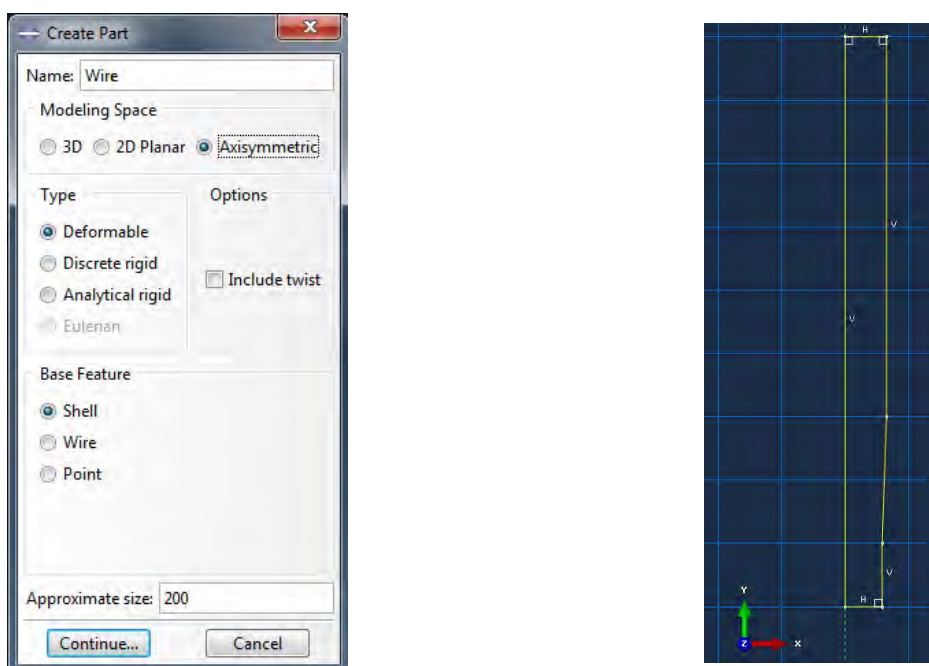 Create Part
Name: Wire
Modeling Space
3D 2D Planar Axisymmetric
Type
Options
Deformable
Discrete rigid
Analytical rigid
Eulerian
Include twist
Base Feature
Shell
Wire
Point
Approximate size: 200
Continue... Cancel
H
V
V
V
H
Y
Z X